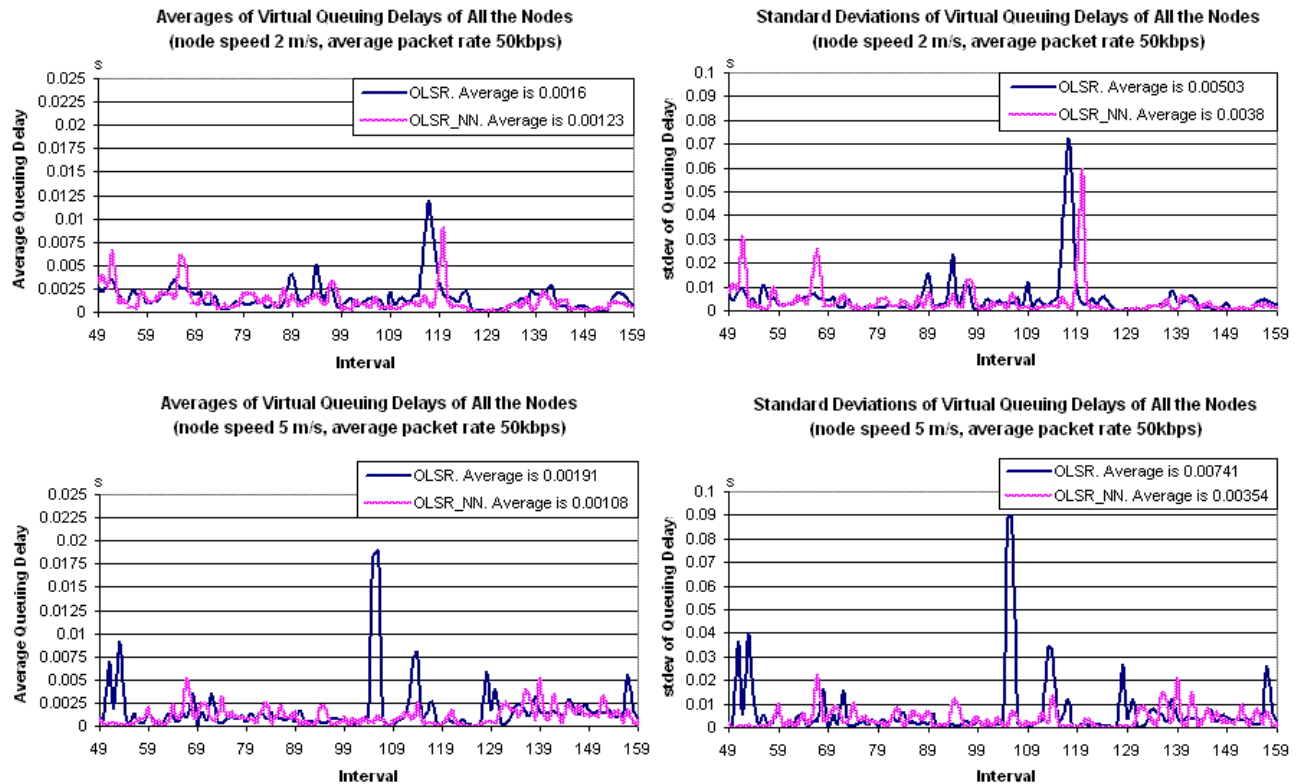 Averages of Virtual Queuing Delays of All the Nodes
(node speed 2 m/s, average packet rate 50kbps)
s
Average Queuing Delay
0.025
0.0225
0.02
0.0175
0.015
0.0125
0.01
0.0075
0.005
0.0025
0
OLSR. Average is 0.0016
OLSR_NN. Average is 0.00123
49 59 69 79 89 99 109 119 129 139 149 159
Interval
Standard Deviations of Virtual Queuing Delays of All the Nodes
(node speed 2 m/s, average packet rate 50kbps)
s
stdev of Queuing Delay
0.1
0.09
0.08
0.07
0.06
0.05
0.04
0.03
0.02
0.01
0
OLSR. Average is 0.00503
OLSR_NN. Average is 0.0038
49 59 69 79 89 99 109 119 129 139 149 159
Interval
Averages of Virtual Queuing Delays of All the Nodes
(node speed 5 m/s, average packet rate 50kbps)
s
Average Queuing Delay
0.025
0.0225
0.02
0.0175
0.015
0.0125
0.01
0.0075
0.005
0.0025
0
OLSR. Average is 0.00191
OLSR_NN. Average is 0.00108
49 59 69 79 89 99 109 119 129 139 149 159
Interval
Standard Deviations of Virtual Queuing Delays of All the Nodes
(node speed 5 m/s, average packet rate 50kbps)
s
stdev of Queuing Delay
0.1
0.09
0.08
0.07
0.06
0.05
0.04
0.03
0.02
0.01
0
OLSR. Average is 0.00741
OLSR_NN. Average is 0.00354
49 59 69 79 89 99 109 119 129 139 149 159
Interval